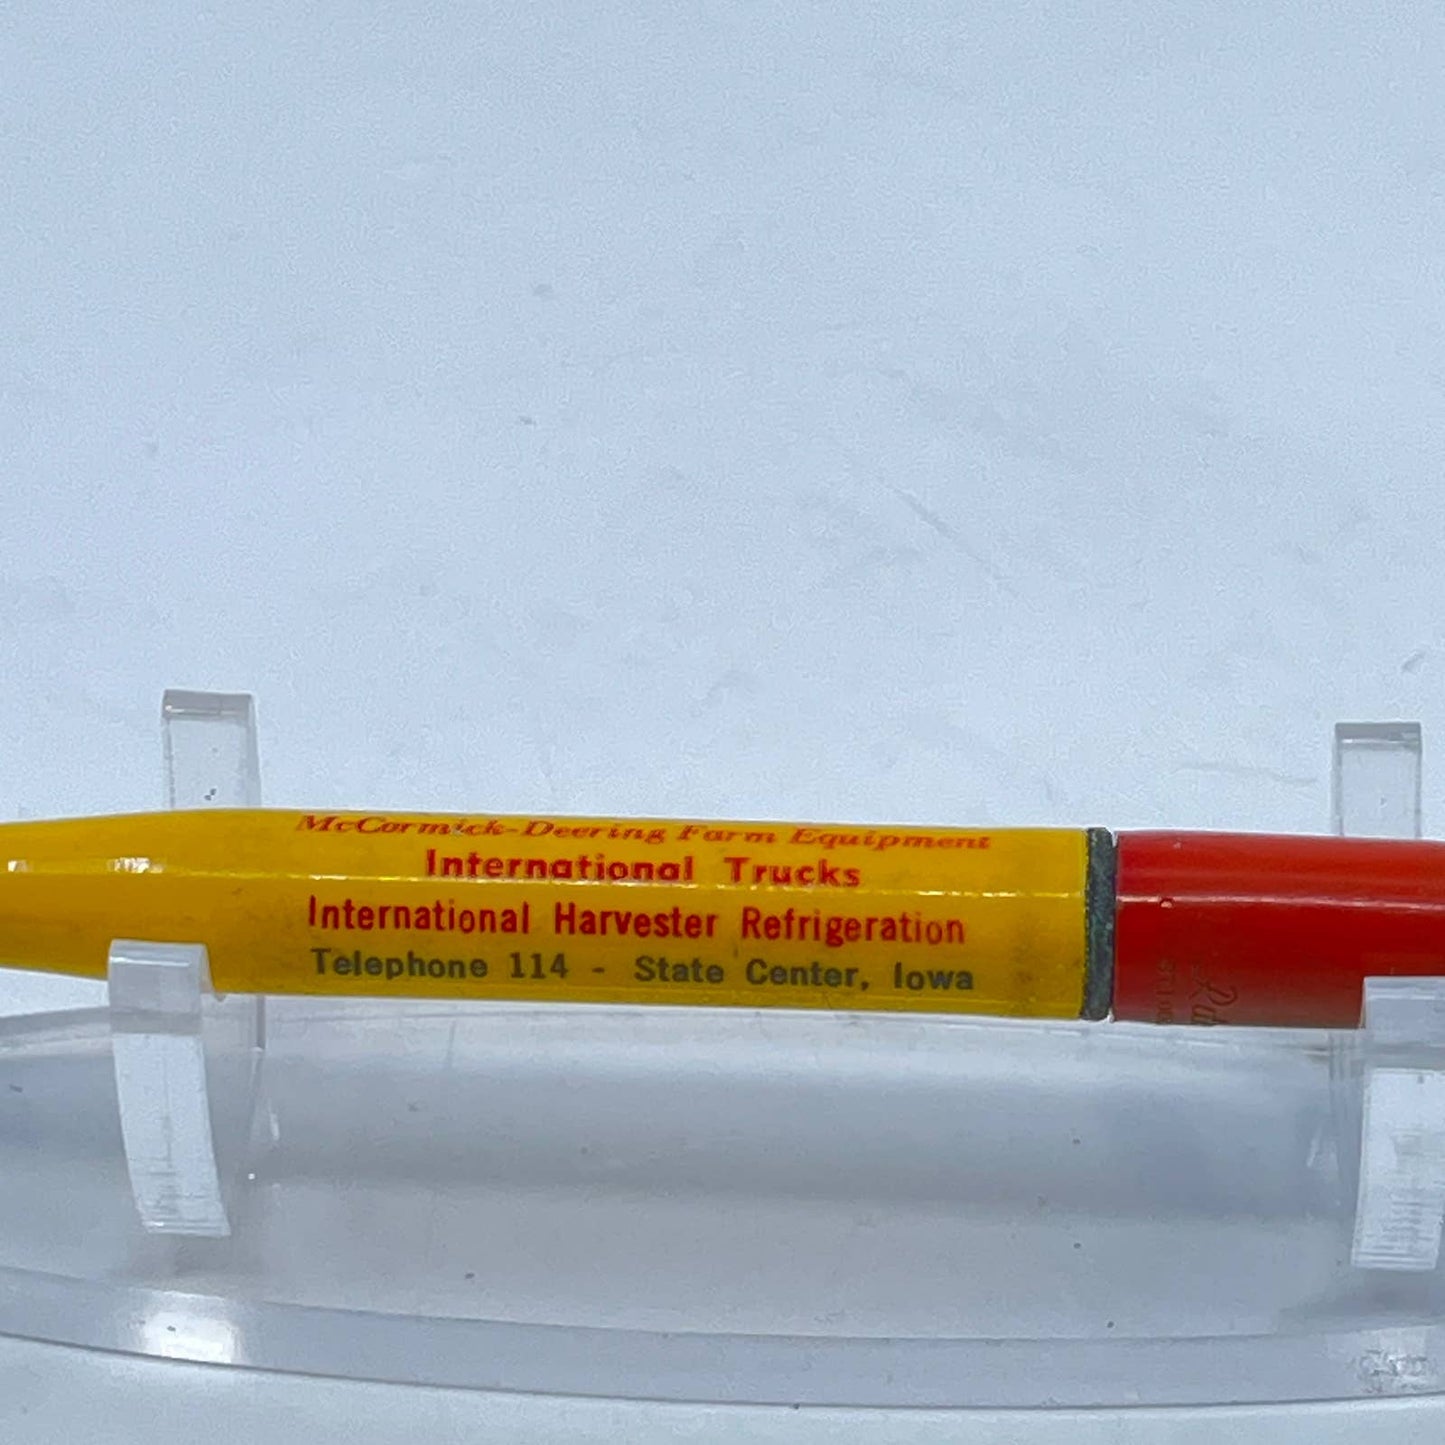 McCormick-Deering Farm Equipment
International Trucks
International Harvester Refrigeration
Telephone 114 - State Center, Iowa